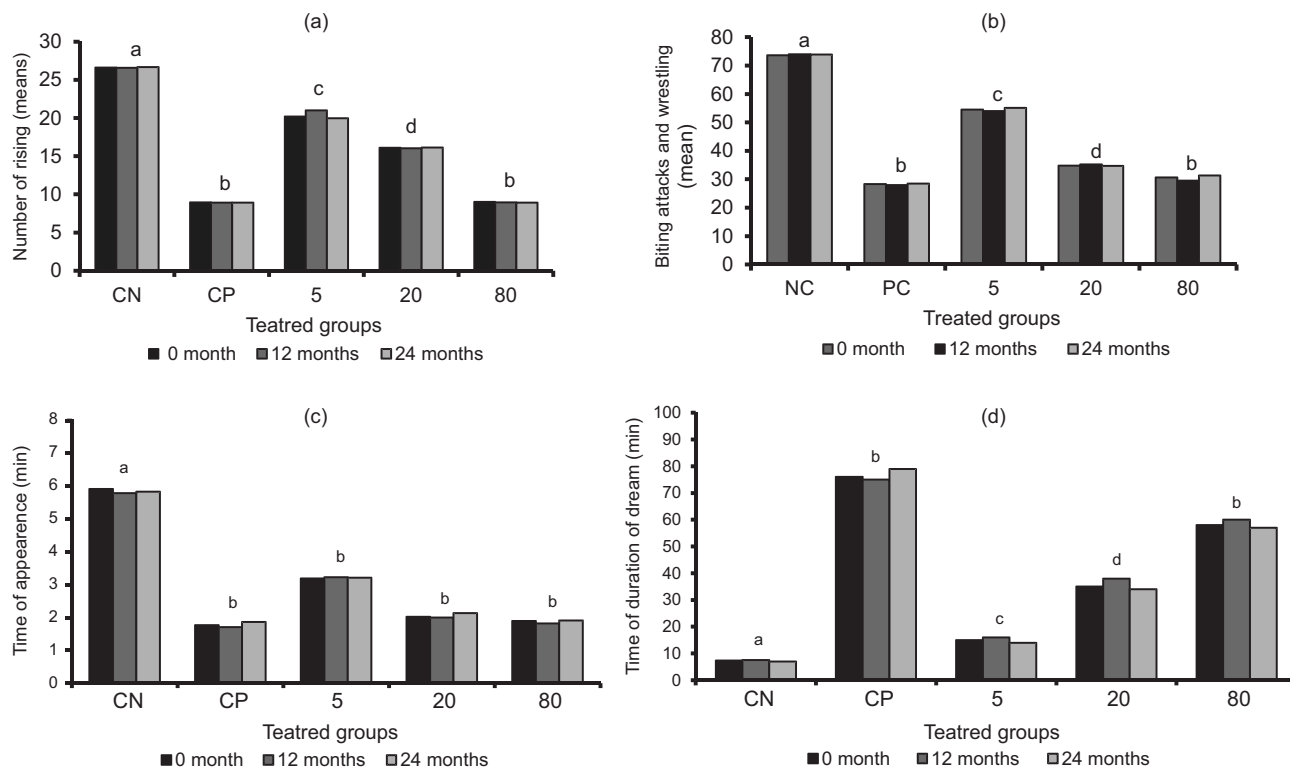 (a)
Number of rising (means)
30
25
20
15
10
5
0
a
b
c
d
b
CN CP 5 20 80
Teatred groups
0 month 12 months 24 months
(b)
Biting attacks and wrestling
(mean)
80
70
60
50
40
30
20
10
0
a
b
c
d
b
NC PC 5 20 80
Treated groups
0 month 12 months 24 months
(c)
Time of appearence (min)
8
7
6
5
4
3
2
1
0
a
b
b
b
b
CN CP 5 20 80
Teatred groups
0 month 12 months 24 months
(d)
Time of duration of dream (min)
100
90
80
70
60
50
40
30
20
10
0
a
b
c
d
b
CN CP 5 20 80
Teatred groups
0 month 12 months 24 months